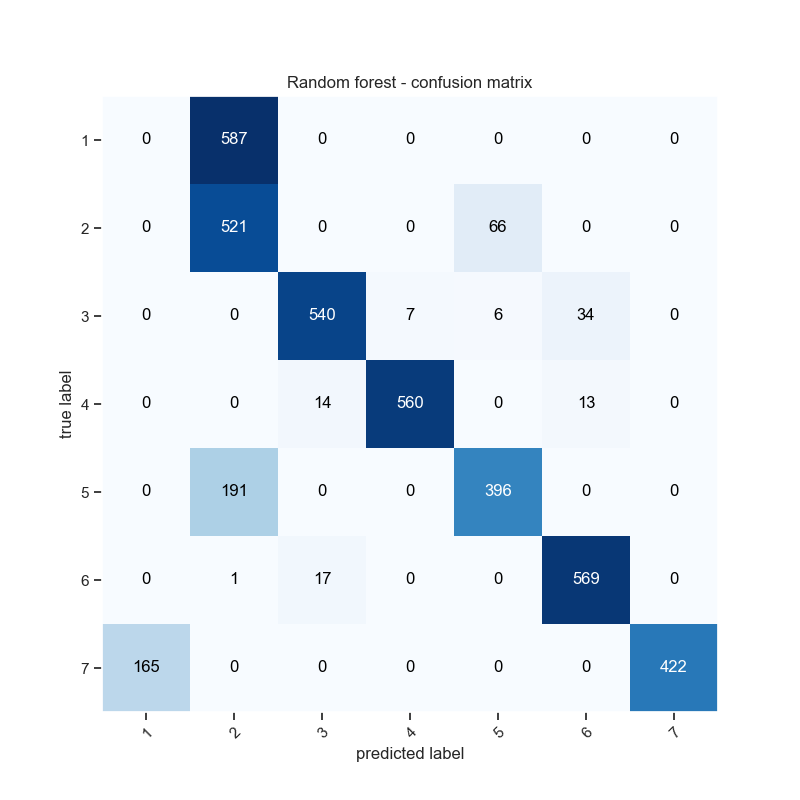 Random forest - confusion matrix
true label
1 0 587 0 0 0 0 0
2 0 521 0 0 66 0 0
3 0 0 540 7 6 34 0
4 0 0 14 560 0 13 0
5 0 191 0 0 396 0 0
6 0 1 17 0 0 569 0
7 165 0 0 0 0 0 422
1 2 3 4 5 6 7
predicted label